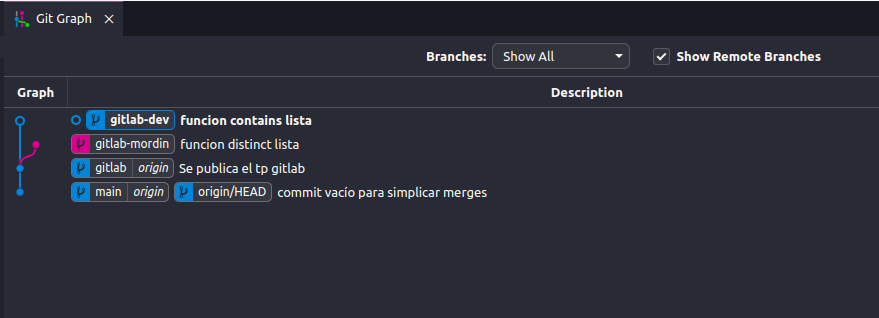 Git Graph
Branches: Show All Show Remote Branches
Graph Description
gitlab-dev funcion contains lista
gitlab-mordin funcion distinct lista
gitlab origin Se publica el tp gitlab
main origin origin/HEAD commit vacío para simplicar merges